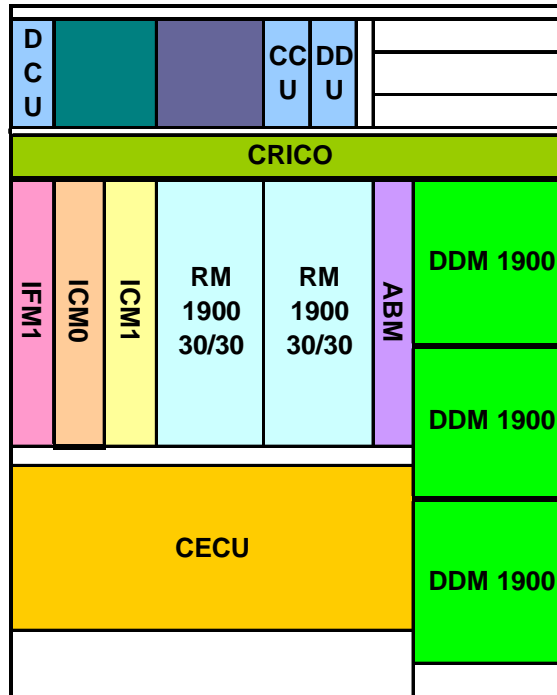 DCU
CC
U
DD
U
CRICO
IFM1
ICM0
ICM1
RM
1900
30/30
RM
1900
30/30
ABM
DDM 1900
DDM 1900
CECU
DDM 1900